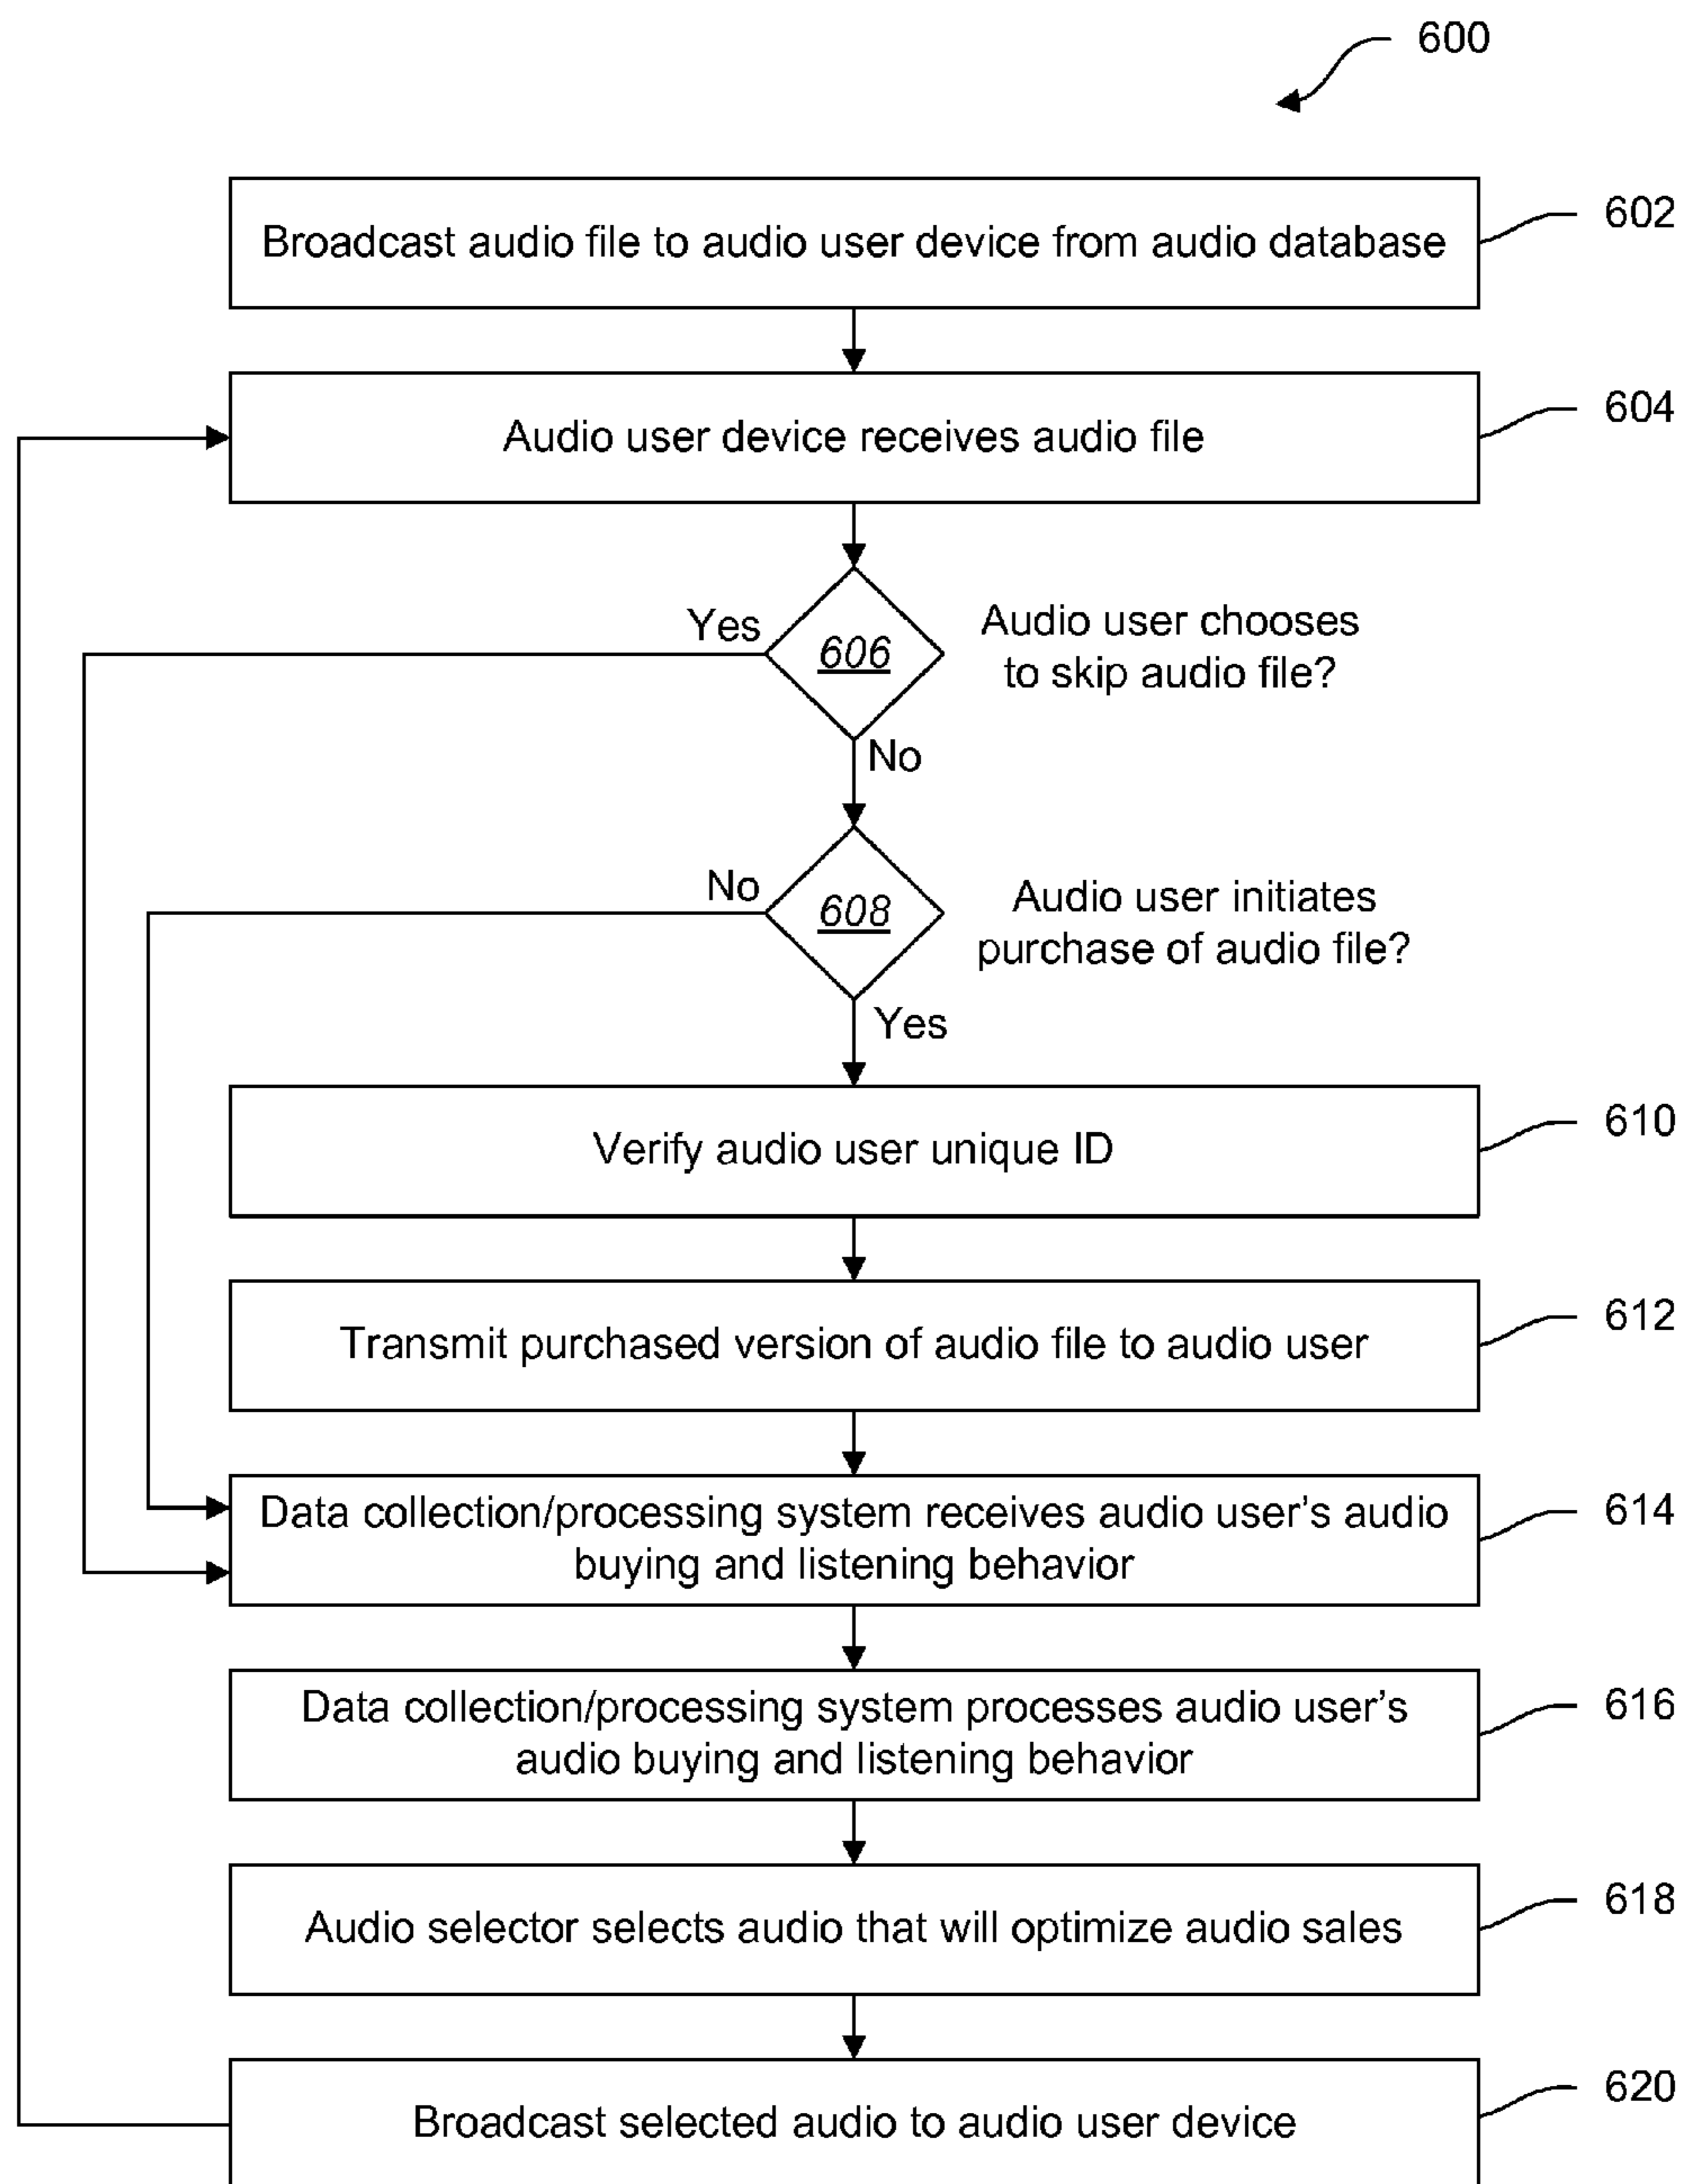 600
Broadcast audio file to audio user device from audio database
602
Audio user device receives audio file
604
Yes
606
Audio user chooses
to skip audio file?
No
No
608
Audio user initiates
purchase of audio file?
Yes
Verify audio user unique ID
610
Transmit purchased version of audio file to audio user
612
Data collection/processing system receives audio user's audio
buying and listening behavior
614
Data collection/processing system processes audio user's
audio buying and listening behavior
616
Audio selector selects audio that will optimize audio sales
618
Broadcast selected audio to audio user device
620